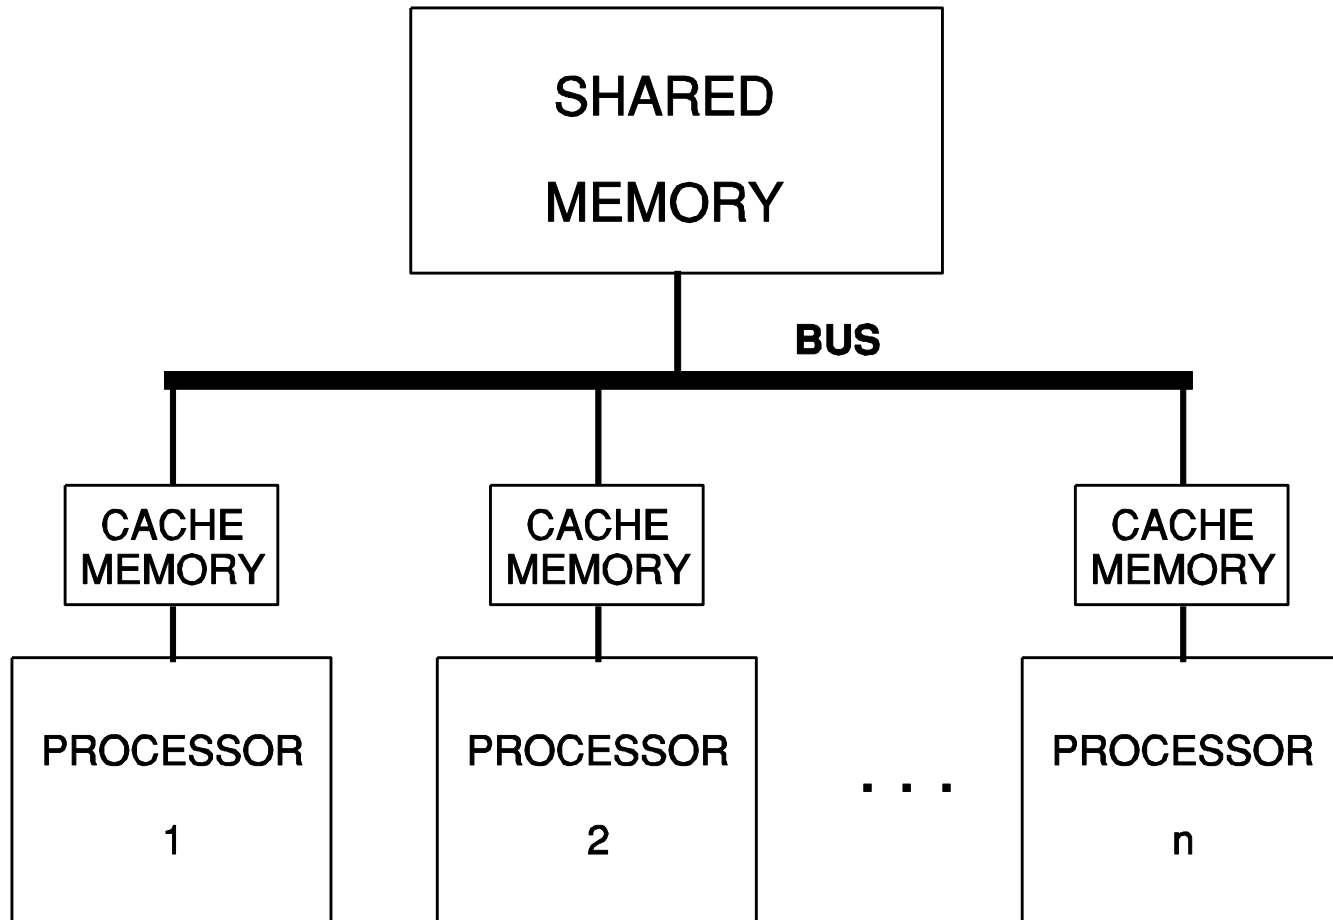 SHARED
MEMORY
BUS
CACHE
MEMORY
CACHE
MEMORY
CACHE
MEMORY
PROCESSOR
1
PROCESSOR
2
. . .
PROCESSOR
n